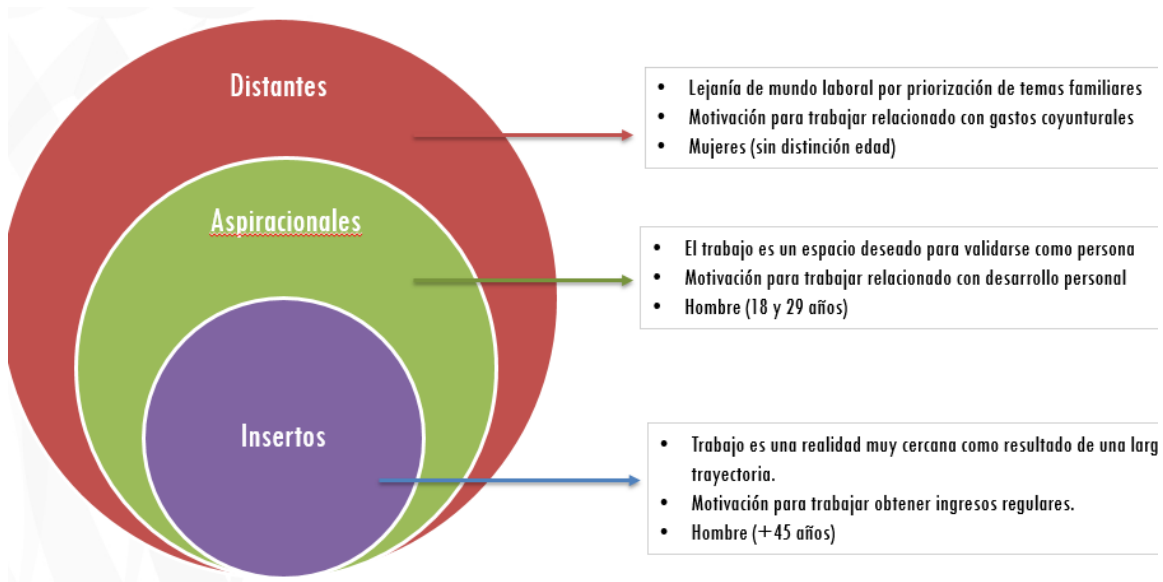 Distantes
• Lejanía de mundo laboral por priorización de temas familiares
• Motivación para trabajar relacionado con gastos coyunturales
• Mujeres (sin distinción edad)
Aspiracionales
• El trabajo es un espacio deseado para validarse como persona
• Motivación para trabajar relacionado con desarrollo personal
• Hombre (18 y 29 años)
Insertos
• Trabajo es una realidad muy cercana como resultado de una larg
trayectoria.
• Motivación para trabajar obtener ingresos regulares.
• Hombre (+45 años)